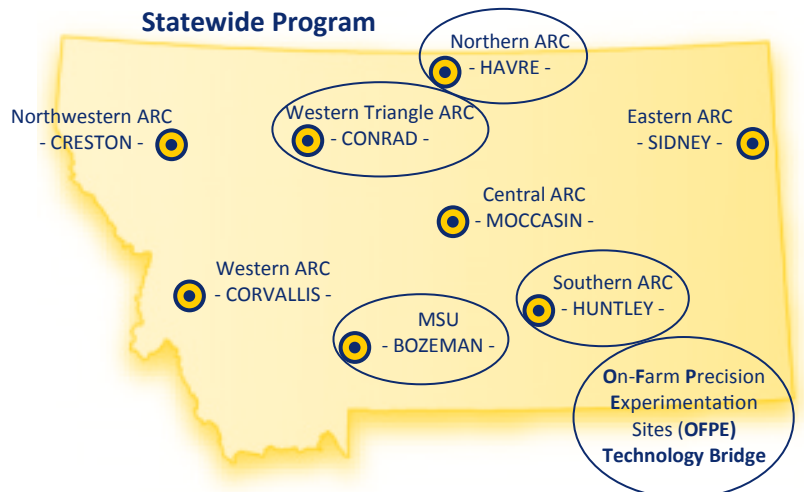 Statewide Program
Northern ARC
- HAVRE -
Northwestern ARC
- CRESTON -
Western Triangle ARC
- CONRAD -
Eastern ARC
- SIDNEY -
Central ARC
- MOCCASIN -
Western ARC
- CORVALLIS -
Southern ARC
- HUNTLEY -
MSU
- BOZEMAN -
On-Farm Precision
Experimentation
Sites (OFPE)
Technology Bridge